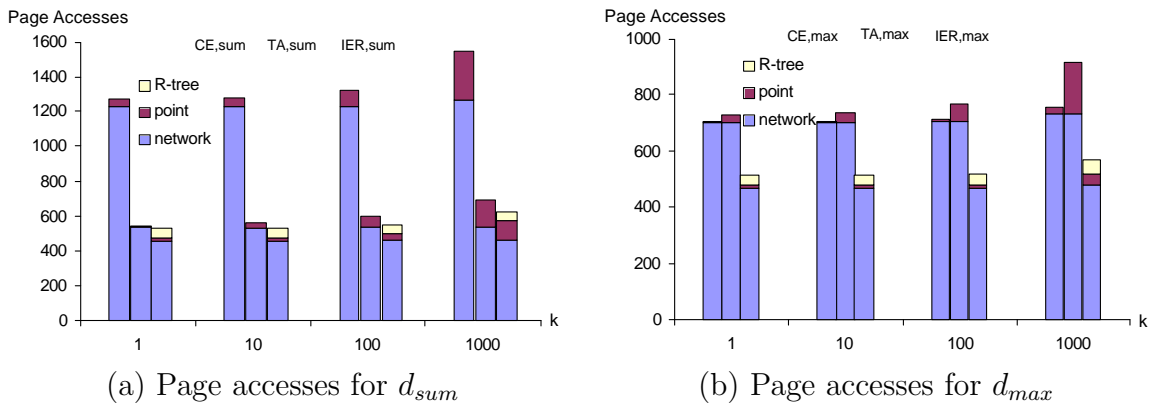 Page Accesses
CE,sum TA,sum IER,sum
R-tree
point
network
1600
1400
1200
1000
800
600
400
200
0
1 10 100 1000 k
(a) Page accesses for d_sum
Page Accesses
CE,max TA,max IER,max
R-tree
point
network
1000
800
600
400
200
0
1 10 100 1000 k
(b) Page accesses for d_max